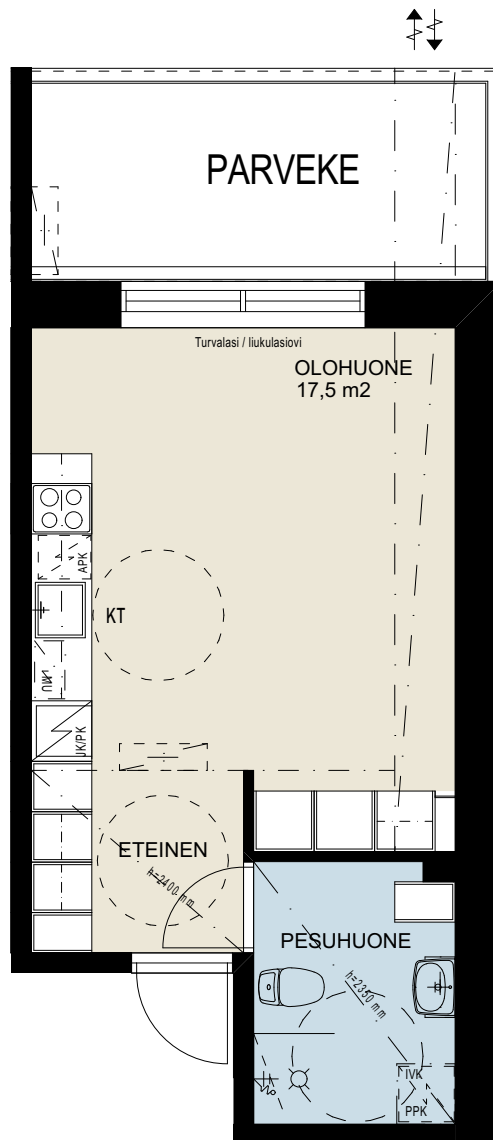 PARVEKE
Turvalasi / liukulasiovi
OLOHUONE
17,5 m2
APK
KT
MU
JK/PK
ETEINEN
h=2400 mm
PESUHUONE
h=2350 mm
IVK
PPK